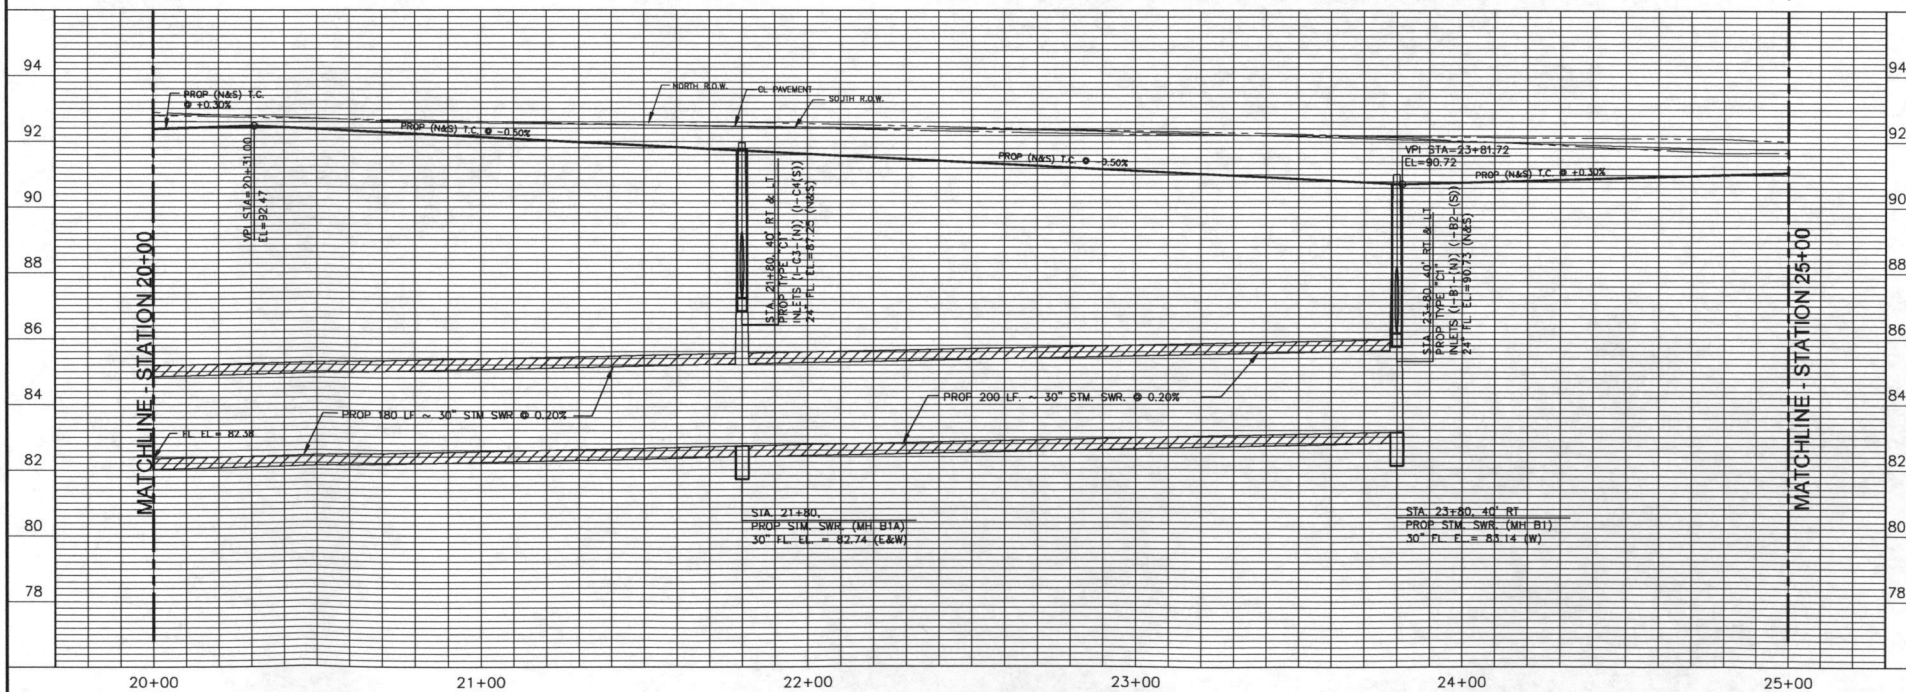 94
92
90
88
86
84
82
80
78
94
92
90
88
86
84
82
80
78
MATCHLINE - STATION 20+00
PROP (N&S) T.C.
@ +0.30%
VPI STA=20+31.00
EL=92.47
PROP (N&S) T.C. @ -0.50%
NORTH R.O.W.
CL PAVEMENT
SOUTH R.O.W.
STA. 21+80, 40' RT & LT
PROP TYPE "C1"
INLETS (I-C3-(N)) (I-C4(S))
24" FL. EL.=87.25 (N&S)
PROP (N&S) T.C. @ -0.50%
VPI STA=23+81.72
EL=90.72
PROP (N&S) T.C. @ +0.30%
STA. 23+80, 40' RT. & LT
PROP TYPE "C1"
INLETS (I-B1-(N)) (-B2-(S))
24" FL. EL.=90.73 (N&S)
MATCHLINE - STATION 25+00
PROP 180 LF ~ 30" STM SWR @ 0.20%
PROP 200 LF. ~ 30" STM. SWR. @ 0.20%
FL. EL = 82.38
STA. 21+80,
PROP STM. SWR. (MH B1A)
30" FL. EL. = 82.74 (E&W)
STA. 23+80, 40' RT
PROP STM. SWR. (MH B1)
30" FL. EL.= 83.14 (W)
20+00
21+00
22+00
23+00
24+00
25+00